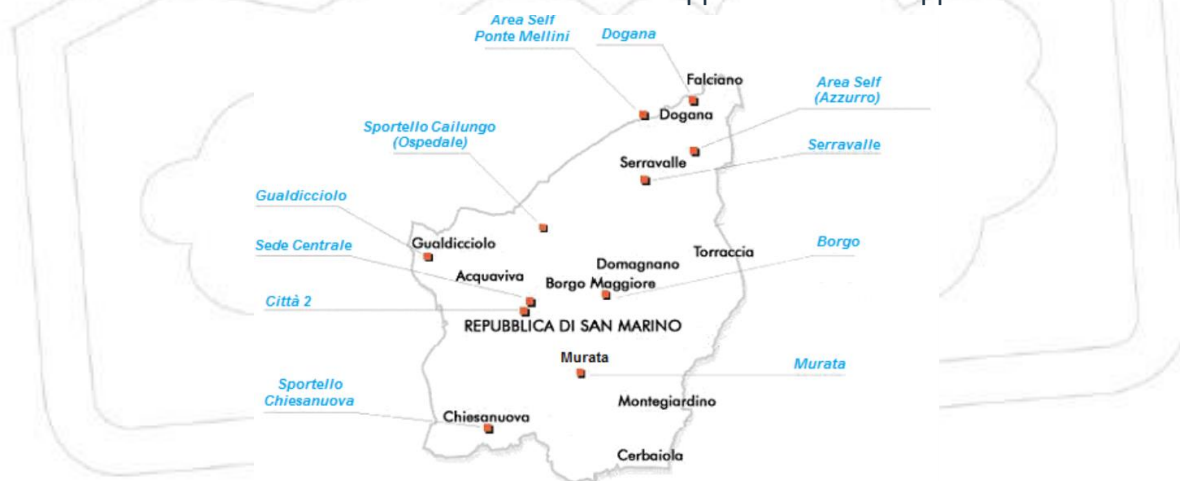 Area Self
Ponte Mellini
Dogana
Falciano
Area Self
(Azzurro)
Dogana
Sportello Cailungo
(Ospedale)
Serravalle
Serravalle
Gualdicciolo
Gualdicciolo
Sede Centrale
Torraccia
Borgo
Domagnano
Acquaviva
Borgo Maggiore
Città 2
REPUBBLICA DI SAN MARINO
Murata
Murata
Sportello
Chiesanuova
Montegiardino
Chiesanuova
Cerbaiola